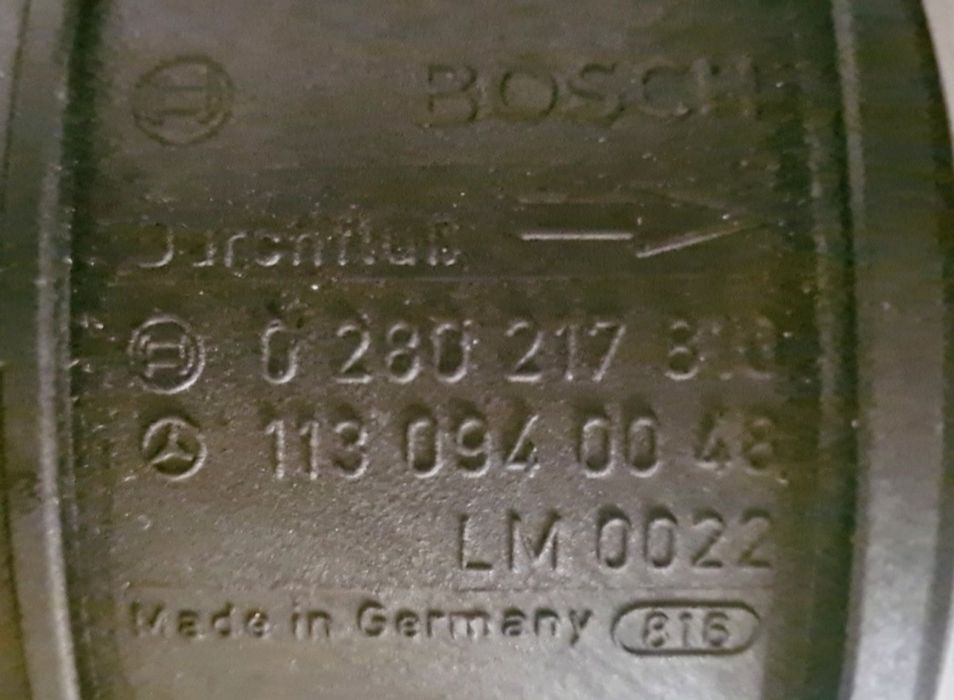 BOSCH
Durchfluß
0 280 217 810
113 094 00 48
LM 0022
Made in Germany 816